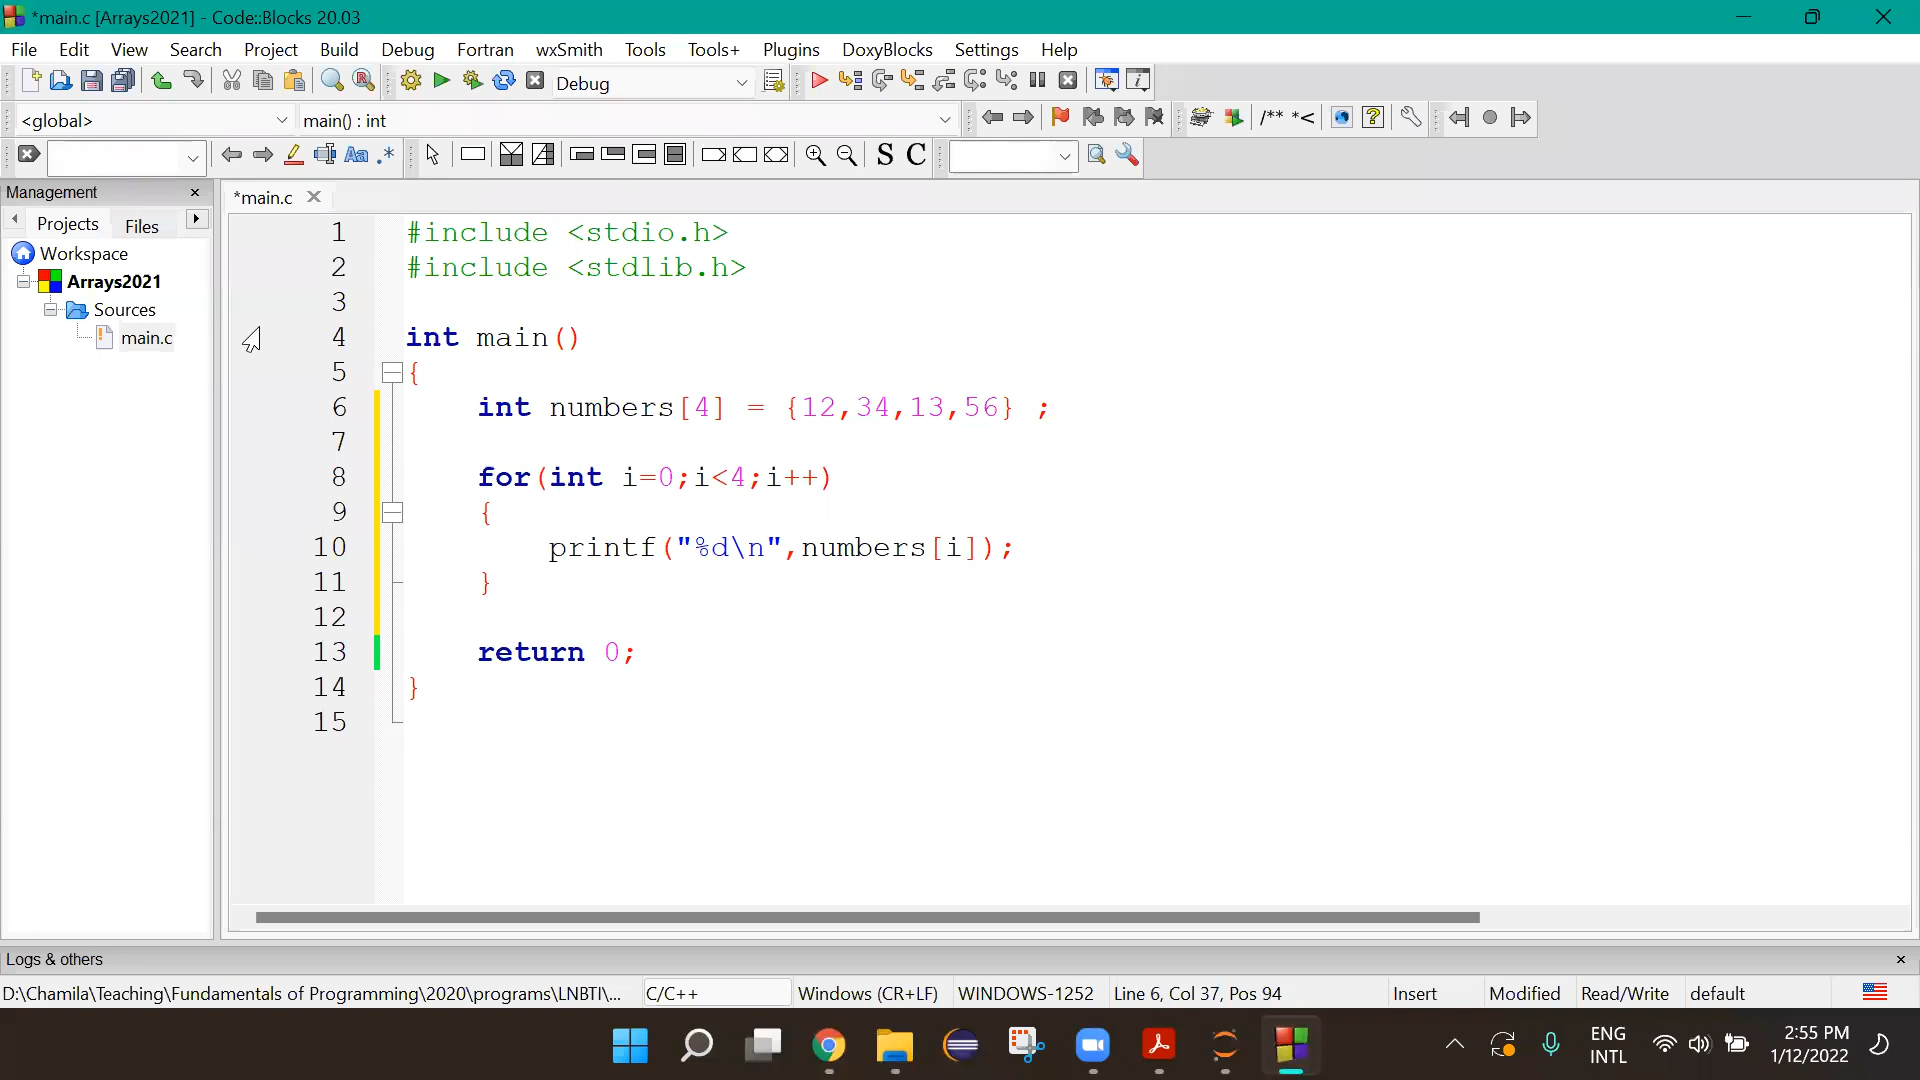 *main.c [Arrays2021] - Code::Blocks 20.03
File Edit View Search Project Build Debug Fortran wxSmith Tools Tools+ Plugins DoxyBlocks Settings Help
Debug
<global> main() : int /** *<
Aa .* S C
Management
*main.c
Projects Files
Workspace
Arrays2021
Sources
main.c
1 #include <stdio.h>
2 #include <stdlib.h>
3
4 int main()
5 {
6 int numbers[4] = {12,34,13,56} ;
7
8 for(int i=0;i<4;i++)
9 {
10 printf("%d\n",numbers[i]);
11 }
12
13 return 0;
14 }
15
Logs & others
D:\Chamila\Teaching\Fundamentals of Programming\2020\programs\LNBTI\... C/C++ Windows (CR+LF) WINDOWS-1252 Line 6, Col 37, Pos 94 Insert Modified Read/Write default
ENG
INTL
2:55 PM
1/12/2022